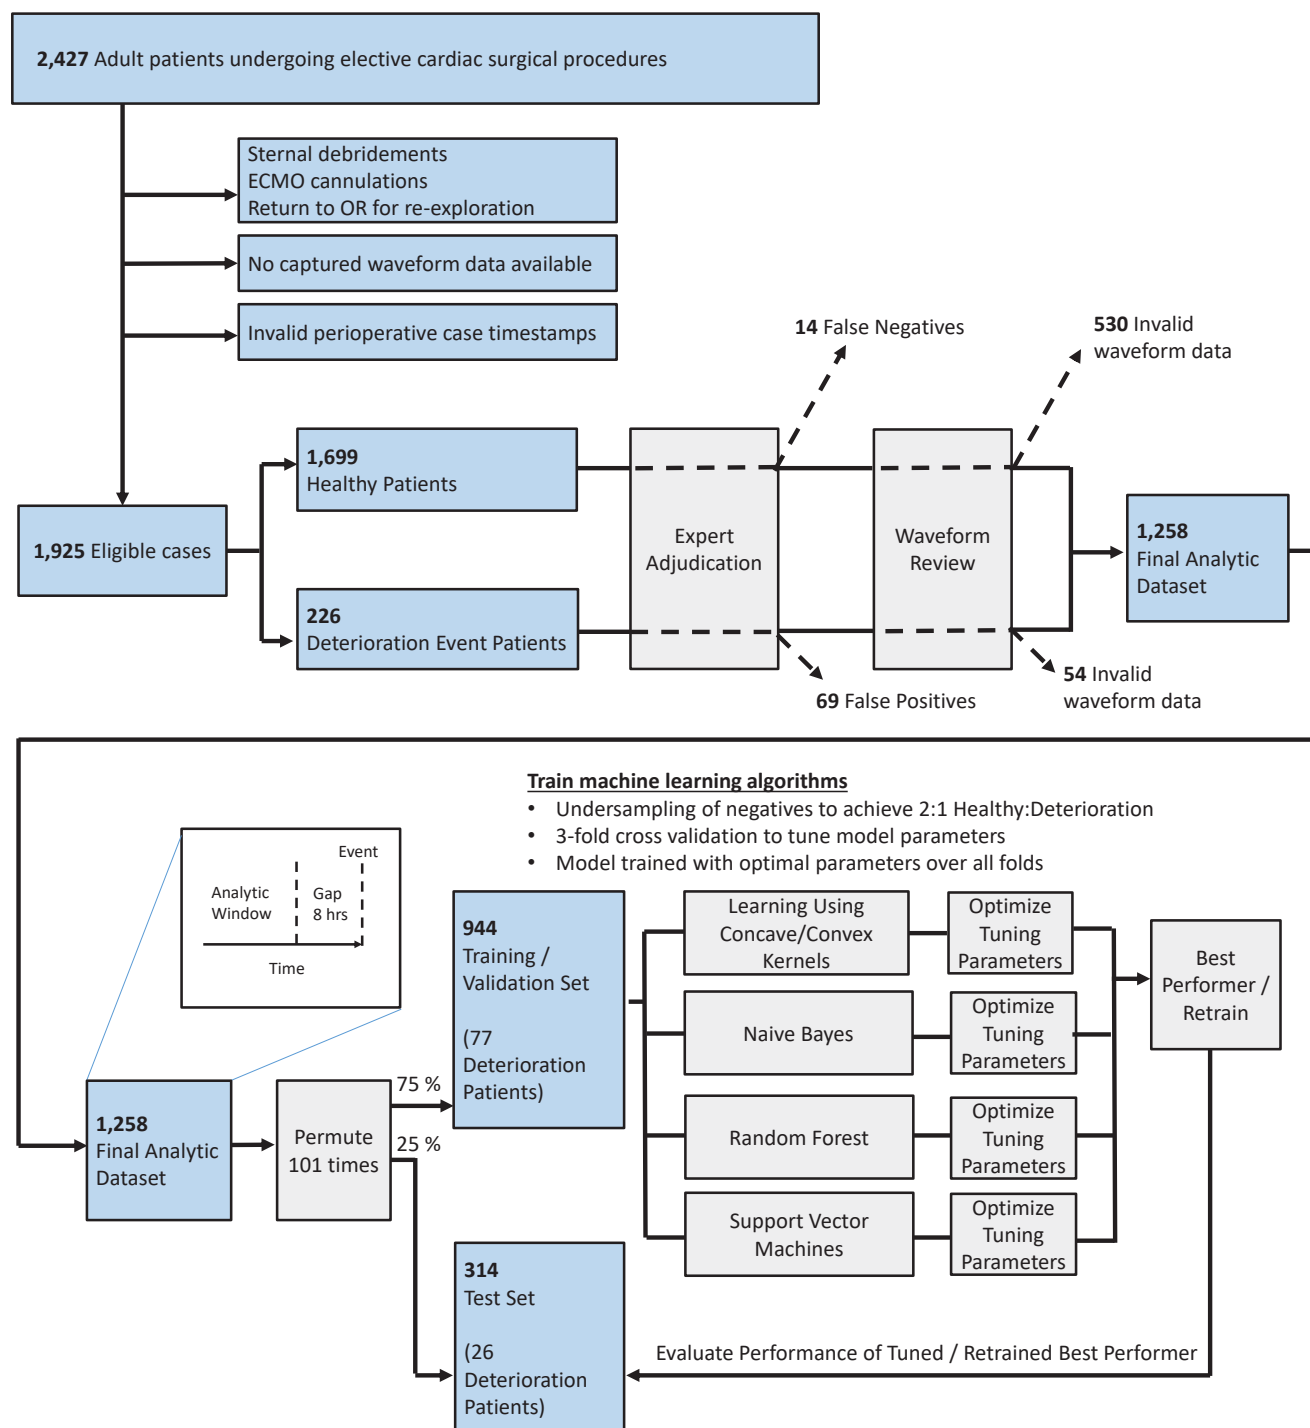 2,427 Adult patients undergoing elective cardiac surgical procedures
Sternal debridements
ECMO cannulations
Return to OR for re-exploration
No captured waveform data available
Invalid perioperative case timestamps
14 False Negatives
530 Invalid
waveform data
1,699
Healthy Patients
1,925 Eligible cases
Expert
Adjudication
Waveform
Review
1,258
Final Analytic
Dataset
226
Deterioration Event Patients
69 False Positives
54 Invalid
waveform data
Train machine learning algorithms
• Undersampling of negatives to achieve 2:1 Healthy:Deterioration
• 3-fold cross validation to tune model parameters
• Model trained with optimal parameters over all folds
Event
Analytic
Window
Gap
8 hrs
Time
944
Training /
Validation Set
(77
Deterioration
Patients)
Learning Using
Concave/Convex
Kernels
Optimize
Tuning
Parameters
Naive Bayes
Optimize
Tuning
Parameters
Random Forest
Optimize
Tuning
Parameters
Support Vector
Machines
Optimize
Tuning
Parameters
Best
Performer /
Retrain
1,258
Final Analytic
Dataset
Permute
101 times
75 %
25 %
314
Test Set
(26
Deterioration
Patients)
Evaluate Performance of Tuned / Retrained Best Performer